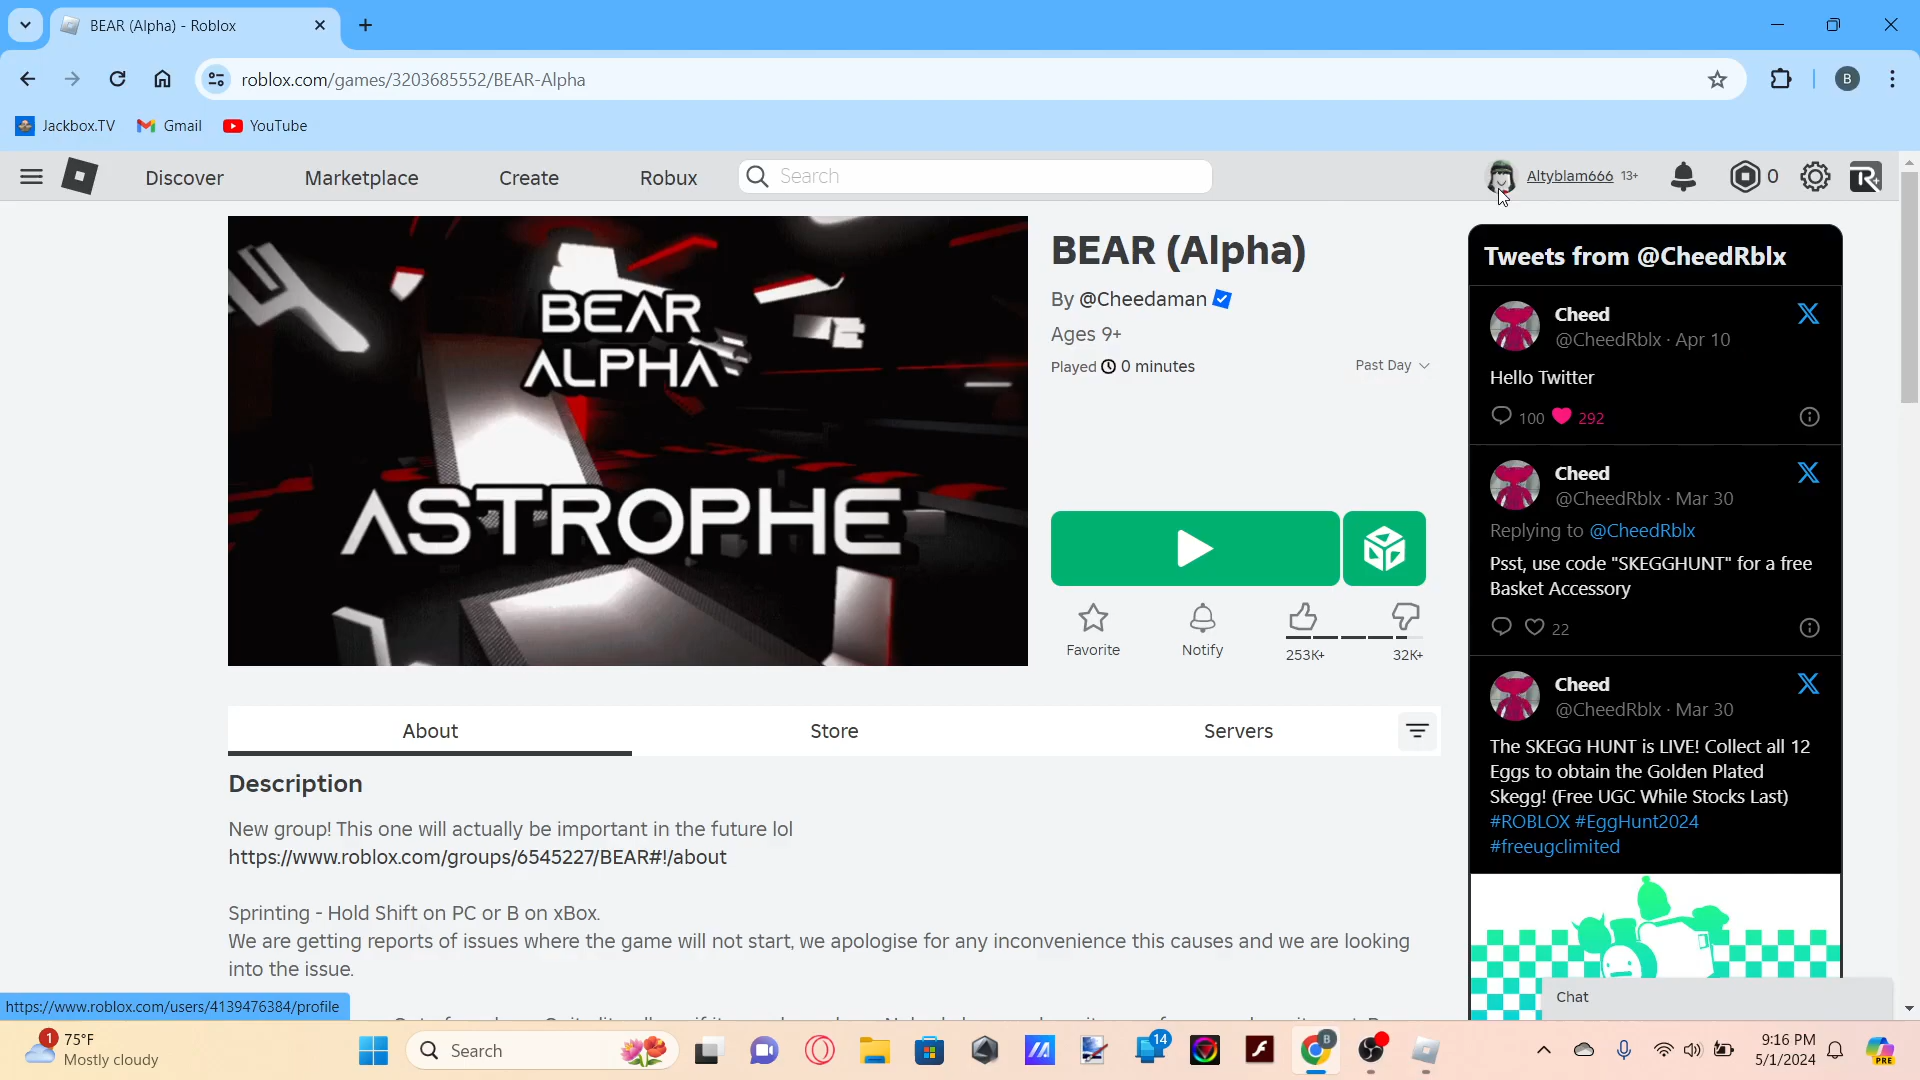 BEAR (Alpha) - Roblox
roblox.com/games/3203685552/BEAR-Alpha
B
Jackbox.TV
Gmail
YouTube
Discover
Marketplace
Create
Robux
Search
Altyblam666 13+
0
BEAR
ALPHA
ASTROPHE
BEAR (Alpha)
By @Cheedaman
Ages 9+
Played 0 minutes
Past Day
Favorite
Notify
253K+
32K+
Tweets from @CheedRblx
Cheed
@CheedRblx · Apr 10
Hello Twitter
100 292
Cheed
@CheedRblx · Mar 30
Replying to @CheedRblx
Psst, use code "SKEGGHUNT" for a free
Basket Accessory
22
Cheed
@CheedRblx · Mar 30
The SKEGG HUNT is LIVE! Collect all 12
Eggs to obtain the Golden Plated
Skegg! (Free UGC While Stocks Last)
#ROBLOX #EggHunt2024
#freeugclimited
About
Store
Servers
Description
New group! This one will actually be important in the future lol
https://www.roblox.com/groups/6545227/BEAR#!/about
Sprinting - Hold Shift on PC or B on xBox.
We are getting reports of issues where the game will not start, we apologise for any inconvenience this causes and we are looking
into the issue.
Chat
https://www.roblox.com/users/4139476384/profile
1
75°F
Mostly cloudy
Search
14
B
9:16 PM
5/1/2024
PRE